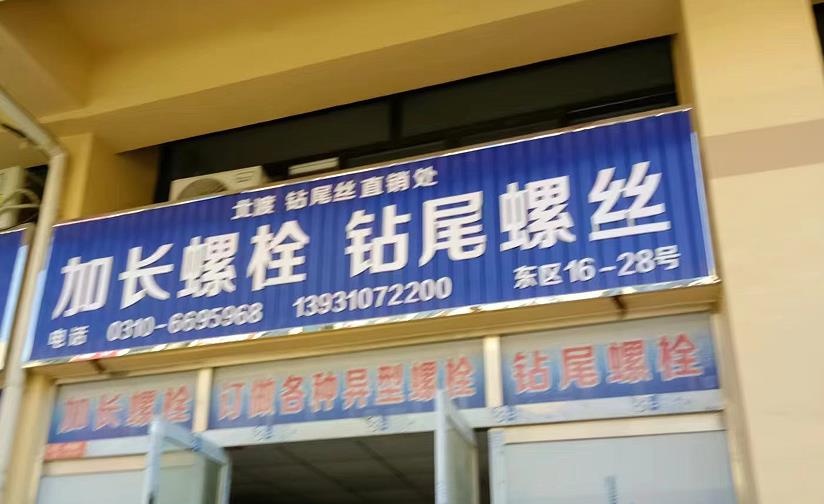 北渡 钻尾丝直销处
加长螺栓 钻尾螺丝
电话 0310-6695968 13931072200 东区16-28号
加长螺栓 订做各种异型螺栓 钻尾螺栓